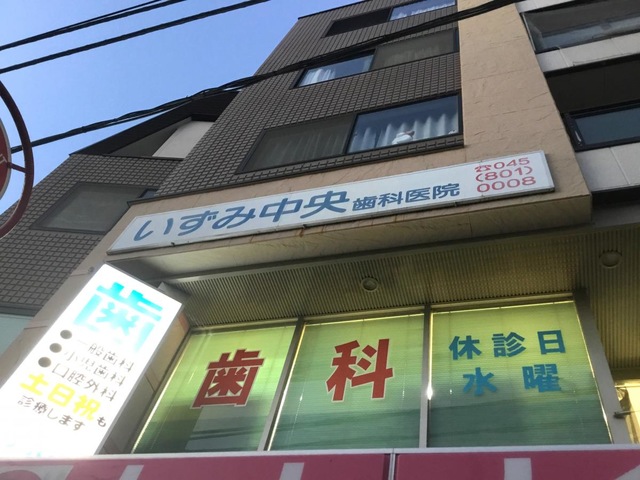 いずみ中央歯科医院
☎045
(801)
0008
歯
●一般歯科
●小児歯科
●口腔外科
土日祝も
診療します
歯科
休診日
水曜